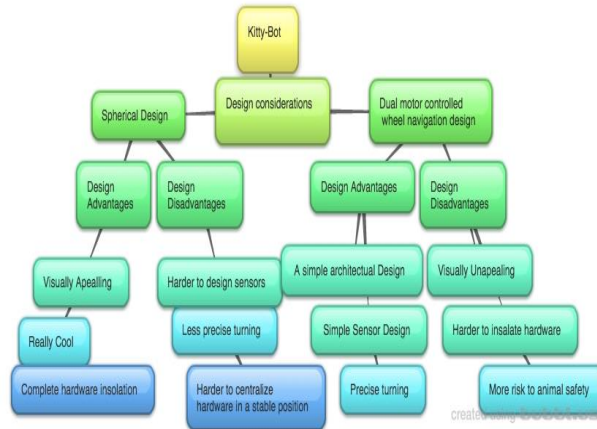 Kitty-Bot
Design considerations
Spherical Design
Dual motor controlled
wheel navigation design
Design
Advantages
Design
Disadvantages
Design Advantages
Design
Disadvantages
Visually Apealling
Harder to design sensors
A simple architectual Design
Visually Unapealing
Really Cool
Less precise turning
Simple Sensor Design
Harder to insalate hardware
Complete hardware insolation
Harder to centralize
hardware in a stable position
Precise turning
More risk to animal safety
created using